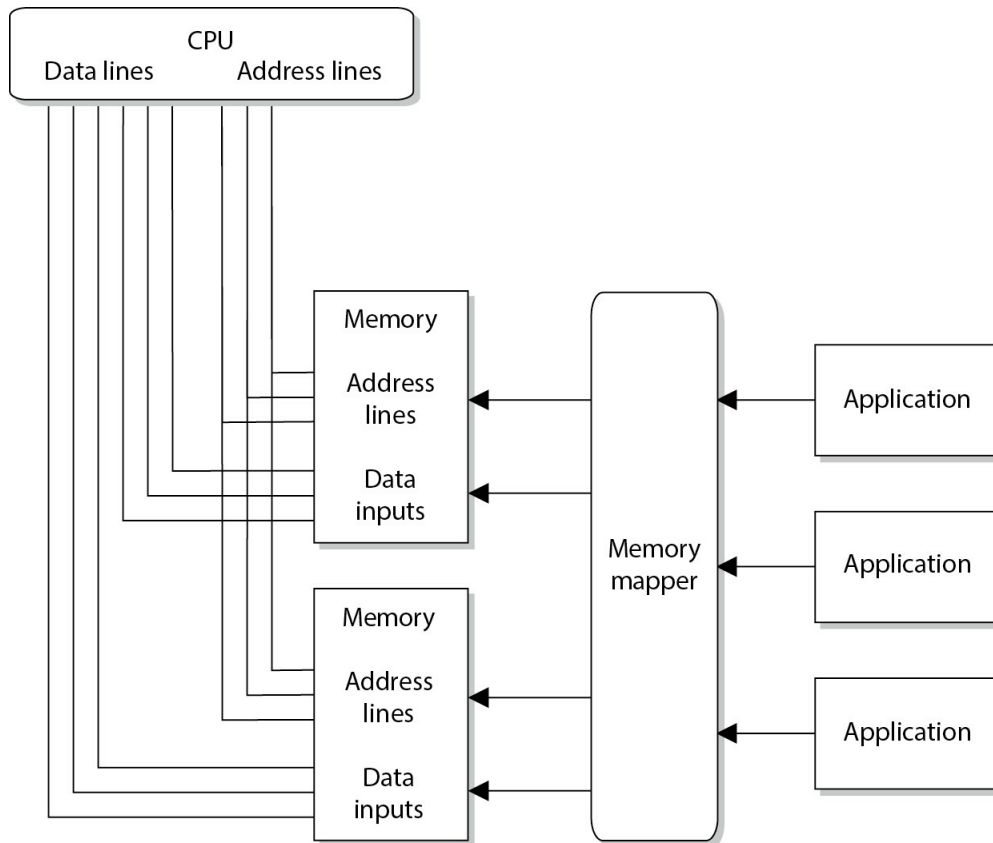 CPU
Data lines Address lines
Memory
Address
lines
Data
inputs
Memory
Address
lines
Data
inputs
Memory
mapper
Application
Application
Application